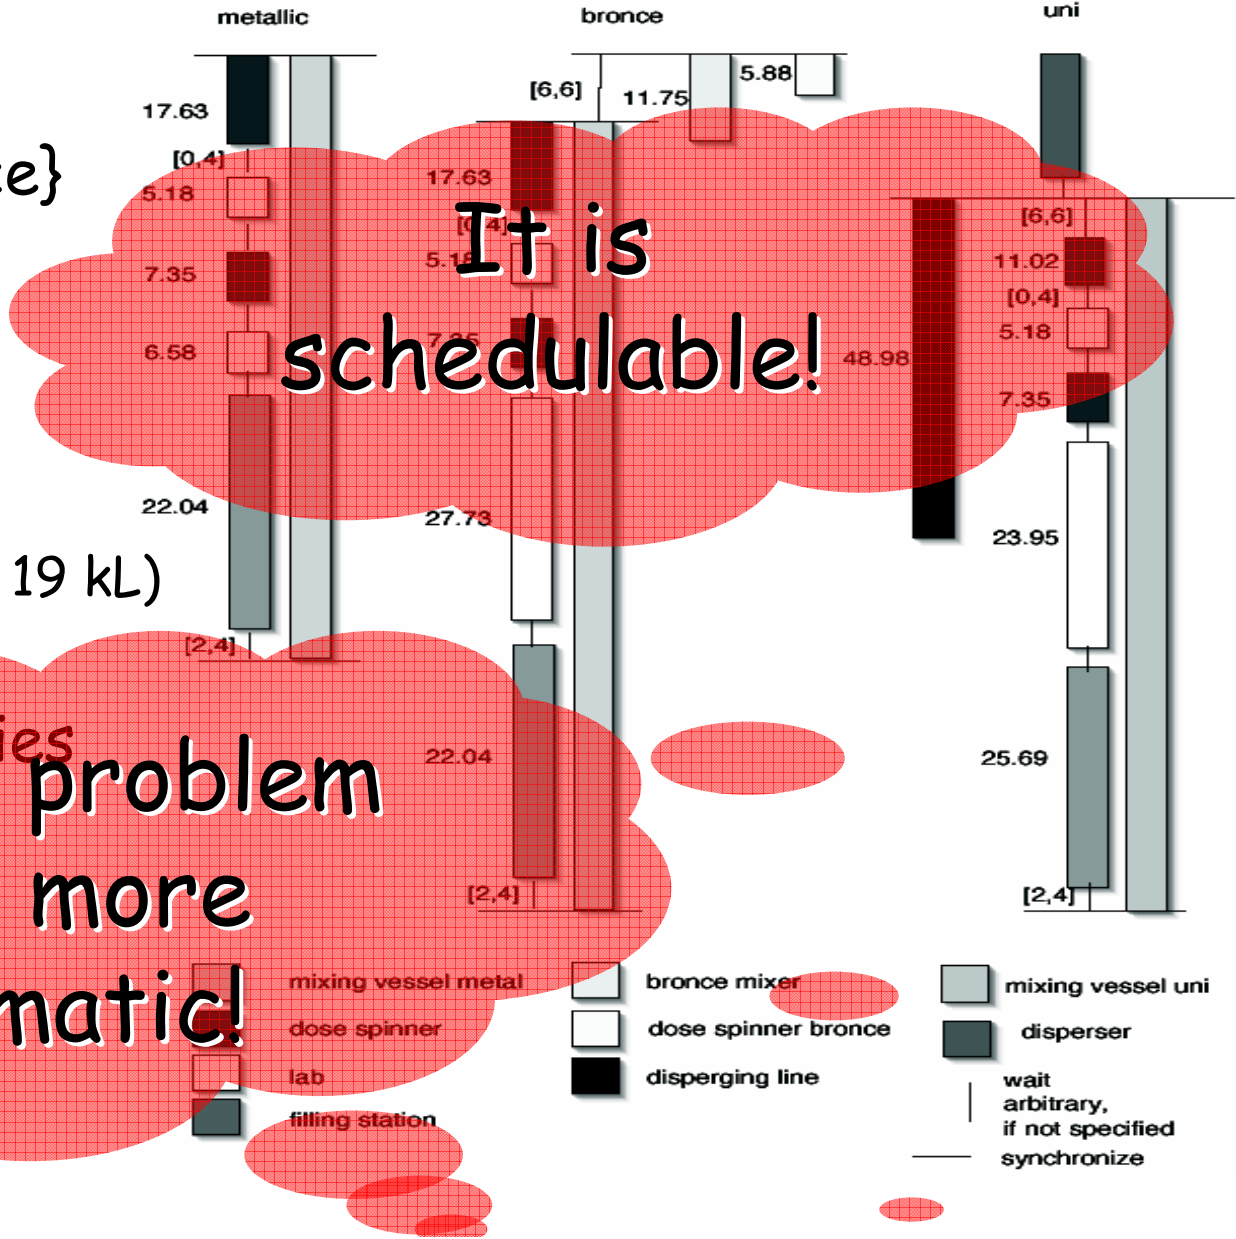 metallic
bronce
uni
17.63
[0,4]
5.18
7.35
6.58
22.04
[2,4]
[6,6]
11.75
5.88
17.63
[0,4]
5.18
7.35
27.73
22.04
[2,4]
48.98
[6,6]
11.02
[0,4]
5.18
7.35
23.95
25.69
[2,4]
e}
19 kL)
ies
It is
schedulable!
problem
more
matic!
mixing vessel metal
dose spinner
lab
filling station
bronce mixer
dose spinner bronce
disperging line
mixing vessel uni
disperser
wait
arbitrary,
if not specified
synchronize